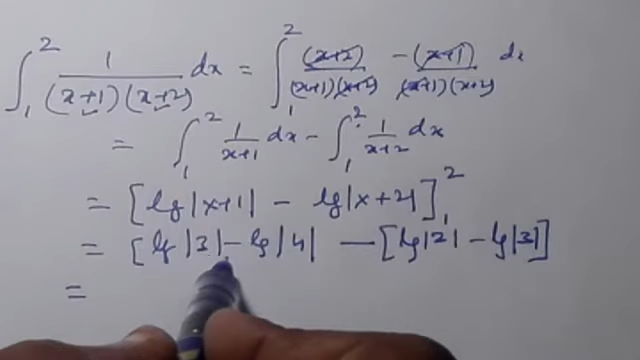 ∫₁² 1/((x+1)(x+2)) dx = ∫₁² ((x+2) - (x+1))/((x+1)(x+2) (x+1)(x+2)) dx
= ∫₁² 1/(x+1) dx - ∫₁² 1/(x+2) dx
= [log|x+1| - log|x+2|]₁²
= [log|3| - log|4| - [log|2| - log|3|]
=